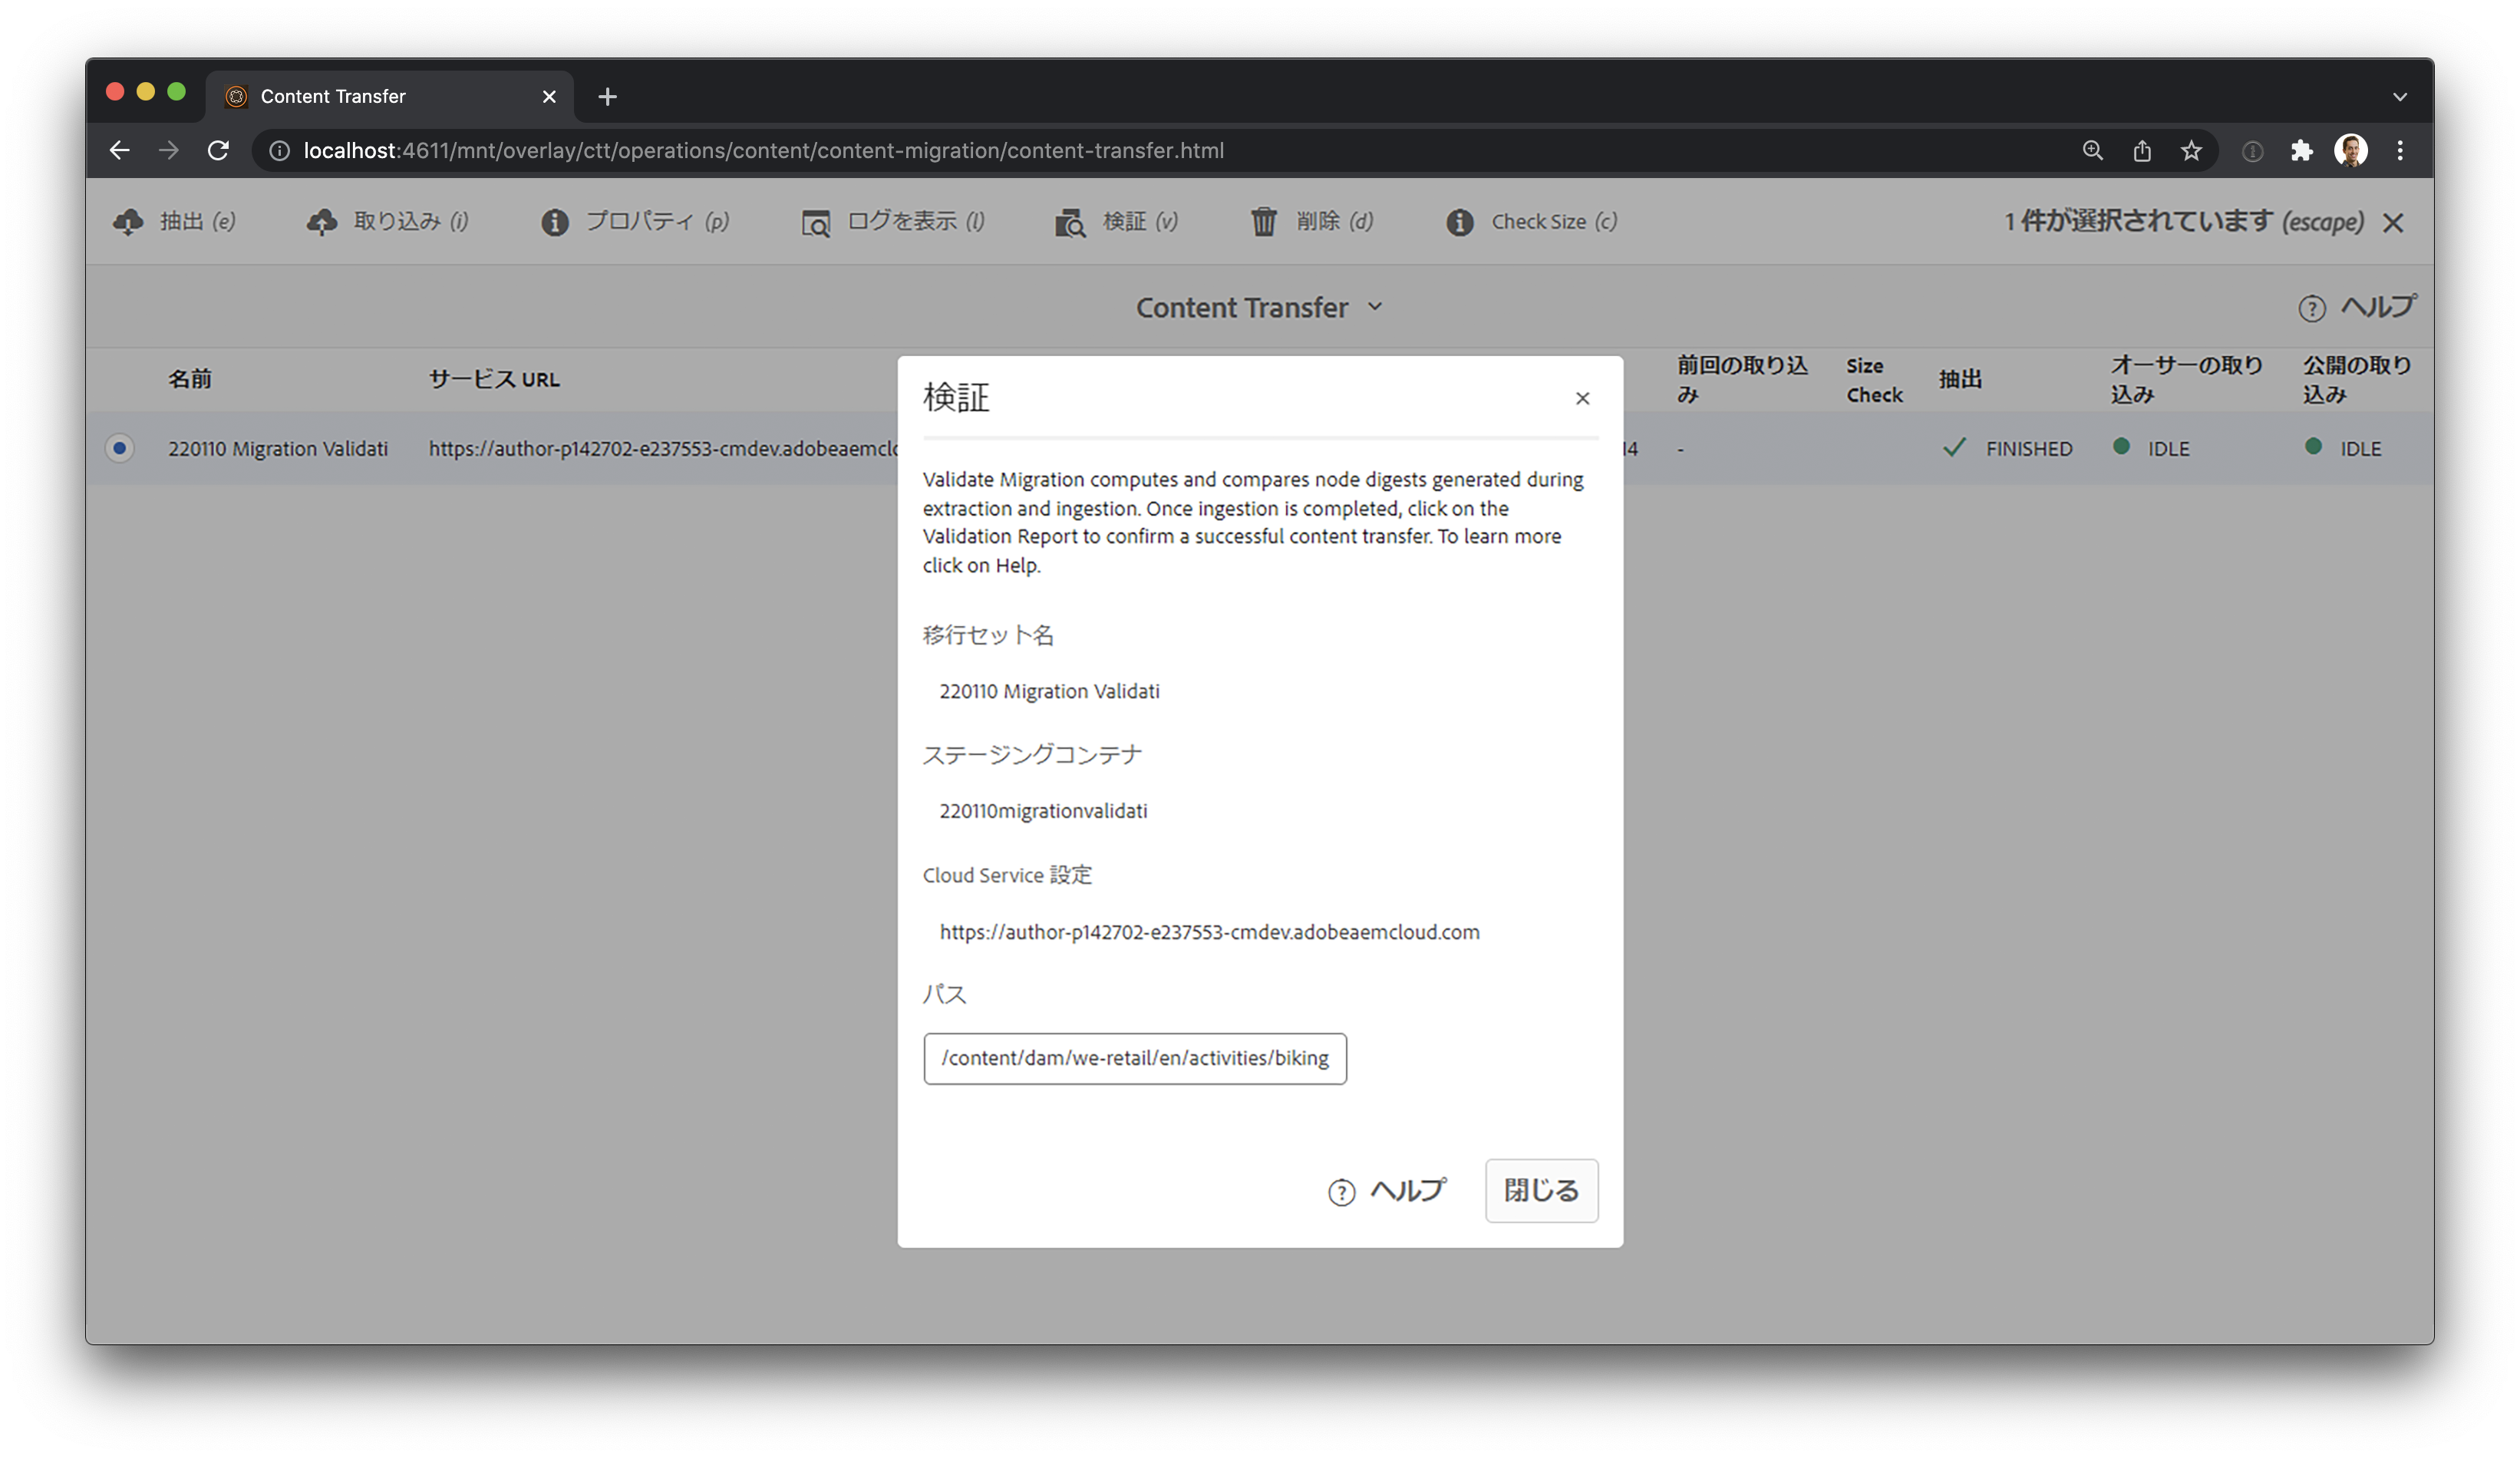 Content Transfer
localhost:4611/mnt/overlay/ctt/operations/content/content-migration/content-transfer.html
抽出 (e) 取り込み (i) プロパティ (p) ログを表示 (l) 検証 (v) 削除 (d) Check Size (c) 1 件が選択されています (escape)
Content Transfer
ヘルプ
名前 サービス URL 前回の取り込み Size Check 抽出 オーサーの取り込み 公開の取り込み
220110 Migration Validati https://author-p142702-e237553-cmdev.adobeaemclo 14 - FINISHED IDLE IDLE
検証
Validate Migration computes and compares node digests generated during
extraction and ingestion. Once ingestion is completed, click on the
Validation Report to confirm a successful content transfer. To learn more
click on Help.
移行セット名
220110 Migration Validati
ステージングコンテナ
220110migrationvalidati
Cloud Service 設定
https://author-p142702-e237553-cmdev.adobeaemcloud.com
パス
/content/dam/we-retail/en/activities/biking
ヘルプ 閉じる